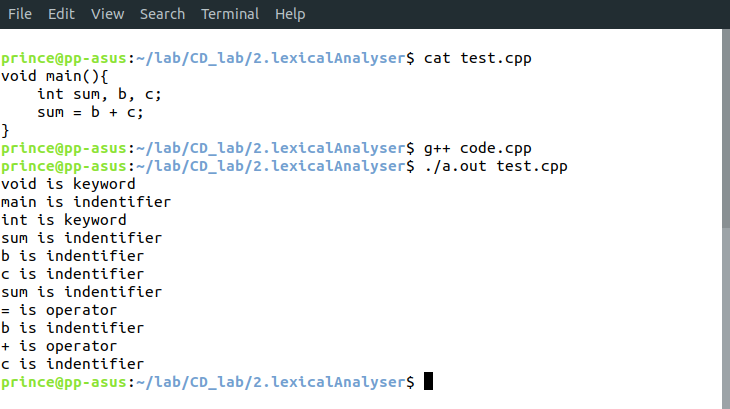 File Edit View Search Terminal Help
prince@pp-asus:~/lab/CD_lab/2.lexicalAnalyser$ cat test.cpp
void main(){
    int sum, b, c;
    sum = b + c;
}
prince@pp-asus:~/lab/CD_lab/2.lexicalAnalyser$ g++ code.cpp
prince@pp-asus:~/lab/CD_lab/2.lexicalAnalyser$ ./a.out test.cpp
void is keyword
main is indentifier
int is keyword
sum is indentifier
b is indentifier
c is indentifier
sum is indentifier
= is operator
b is indentifier
+ is operator
c is indentifier
prince@pp-asus:~/lab/CD_lab/2.lexicalAnalyser$